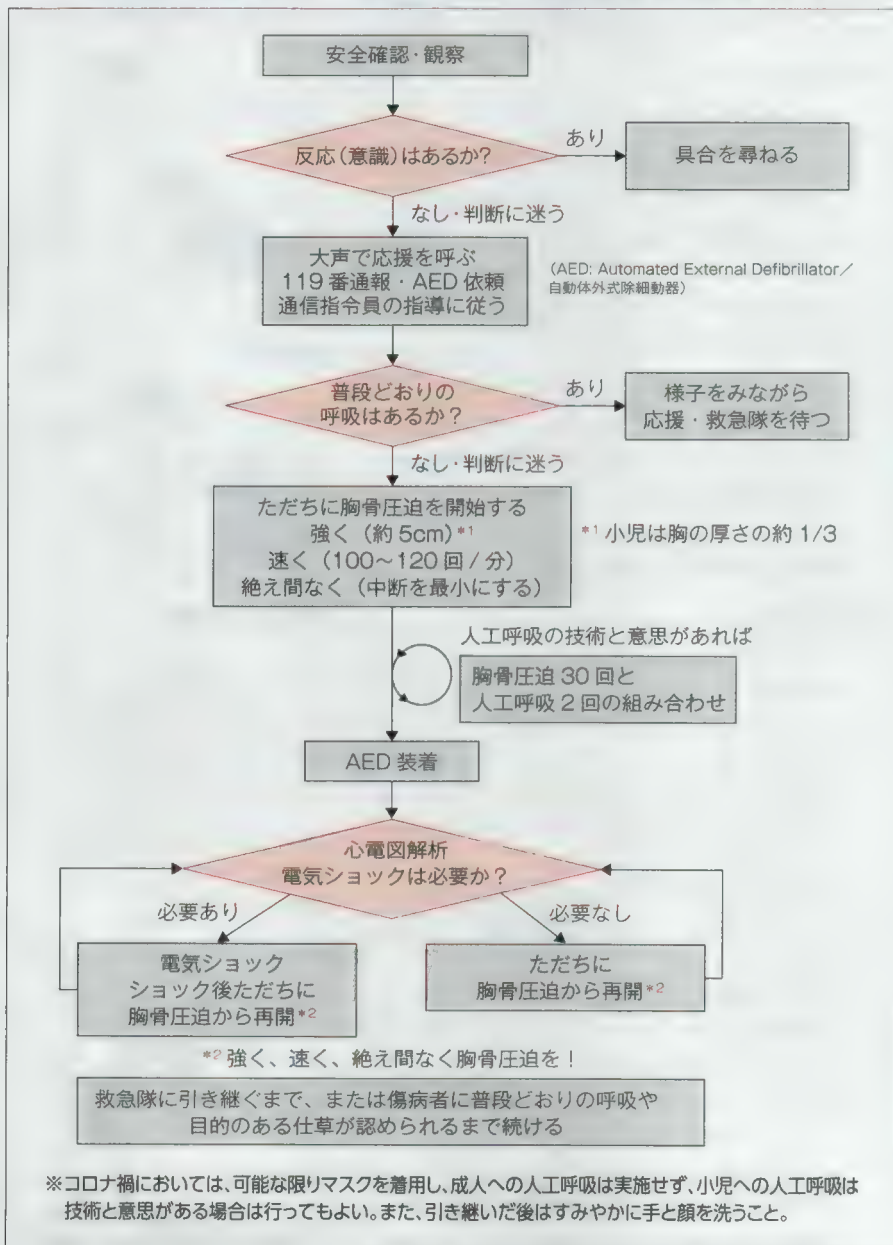 安全確認・観察
反応(意識)はあるか?
あり
具合を尋ねる
なし・判断に迷う
大声で応援を呼ぶ
119番通報・AED依頼
通信指令員の指導に従う
(AED: Automated External Defibrillator/
自動体外式除細動器)
普段どおりの
呼吸はあるか?
あり
様子をみながら
応援・救急隊を待つ
なし・判断に迷う
ただちに胸骨圧迫を開始する
強く(約5cm)*1
速く(100〜120回/分)
絶え間なく(中断を最小にする)
*1 小児は胸の厚さの約1/3
人工呼吸の技術と意思があれば
胸骨圧迫30回と
人工呼吸2回の組み合わせ
AED装着
心電図解析
電気ショックは必要か?
必要あり
必要なし
電気ショック
ショック後ただちに
胸骨圧迫から再開*2
ただちに
胸骨圧迫から再開*2
*2 強く、速く、絶え間なく胸骨圧迫を!
救急隊に引き継ぐまで、または傷病者に普段どおりの呼吸や
目的のある仕草が認められるまで続ける
※コロナ禍においては、可能な限りマスクを着用し、成人への人工呼吸は実施せず、小児への人工呼吸は
技術と意思がある場合は行ってもよい。また、引き継いだ後はすみやかに手と顔を洗うこと。